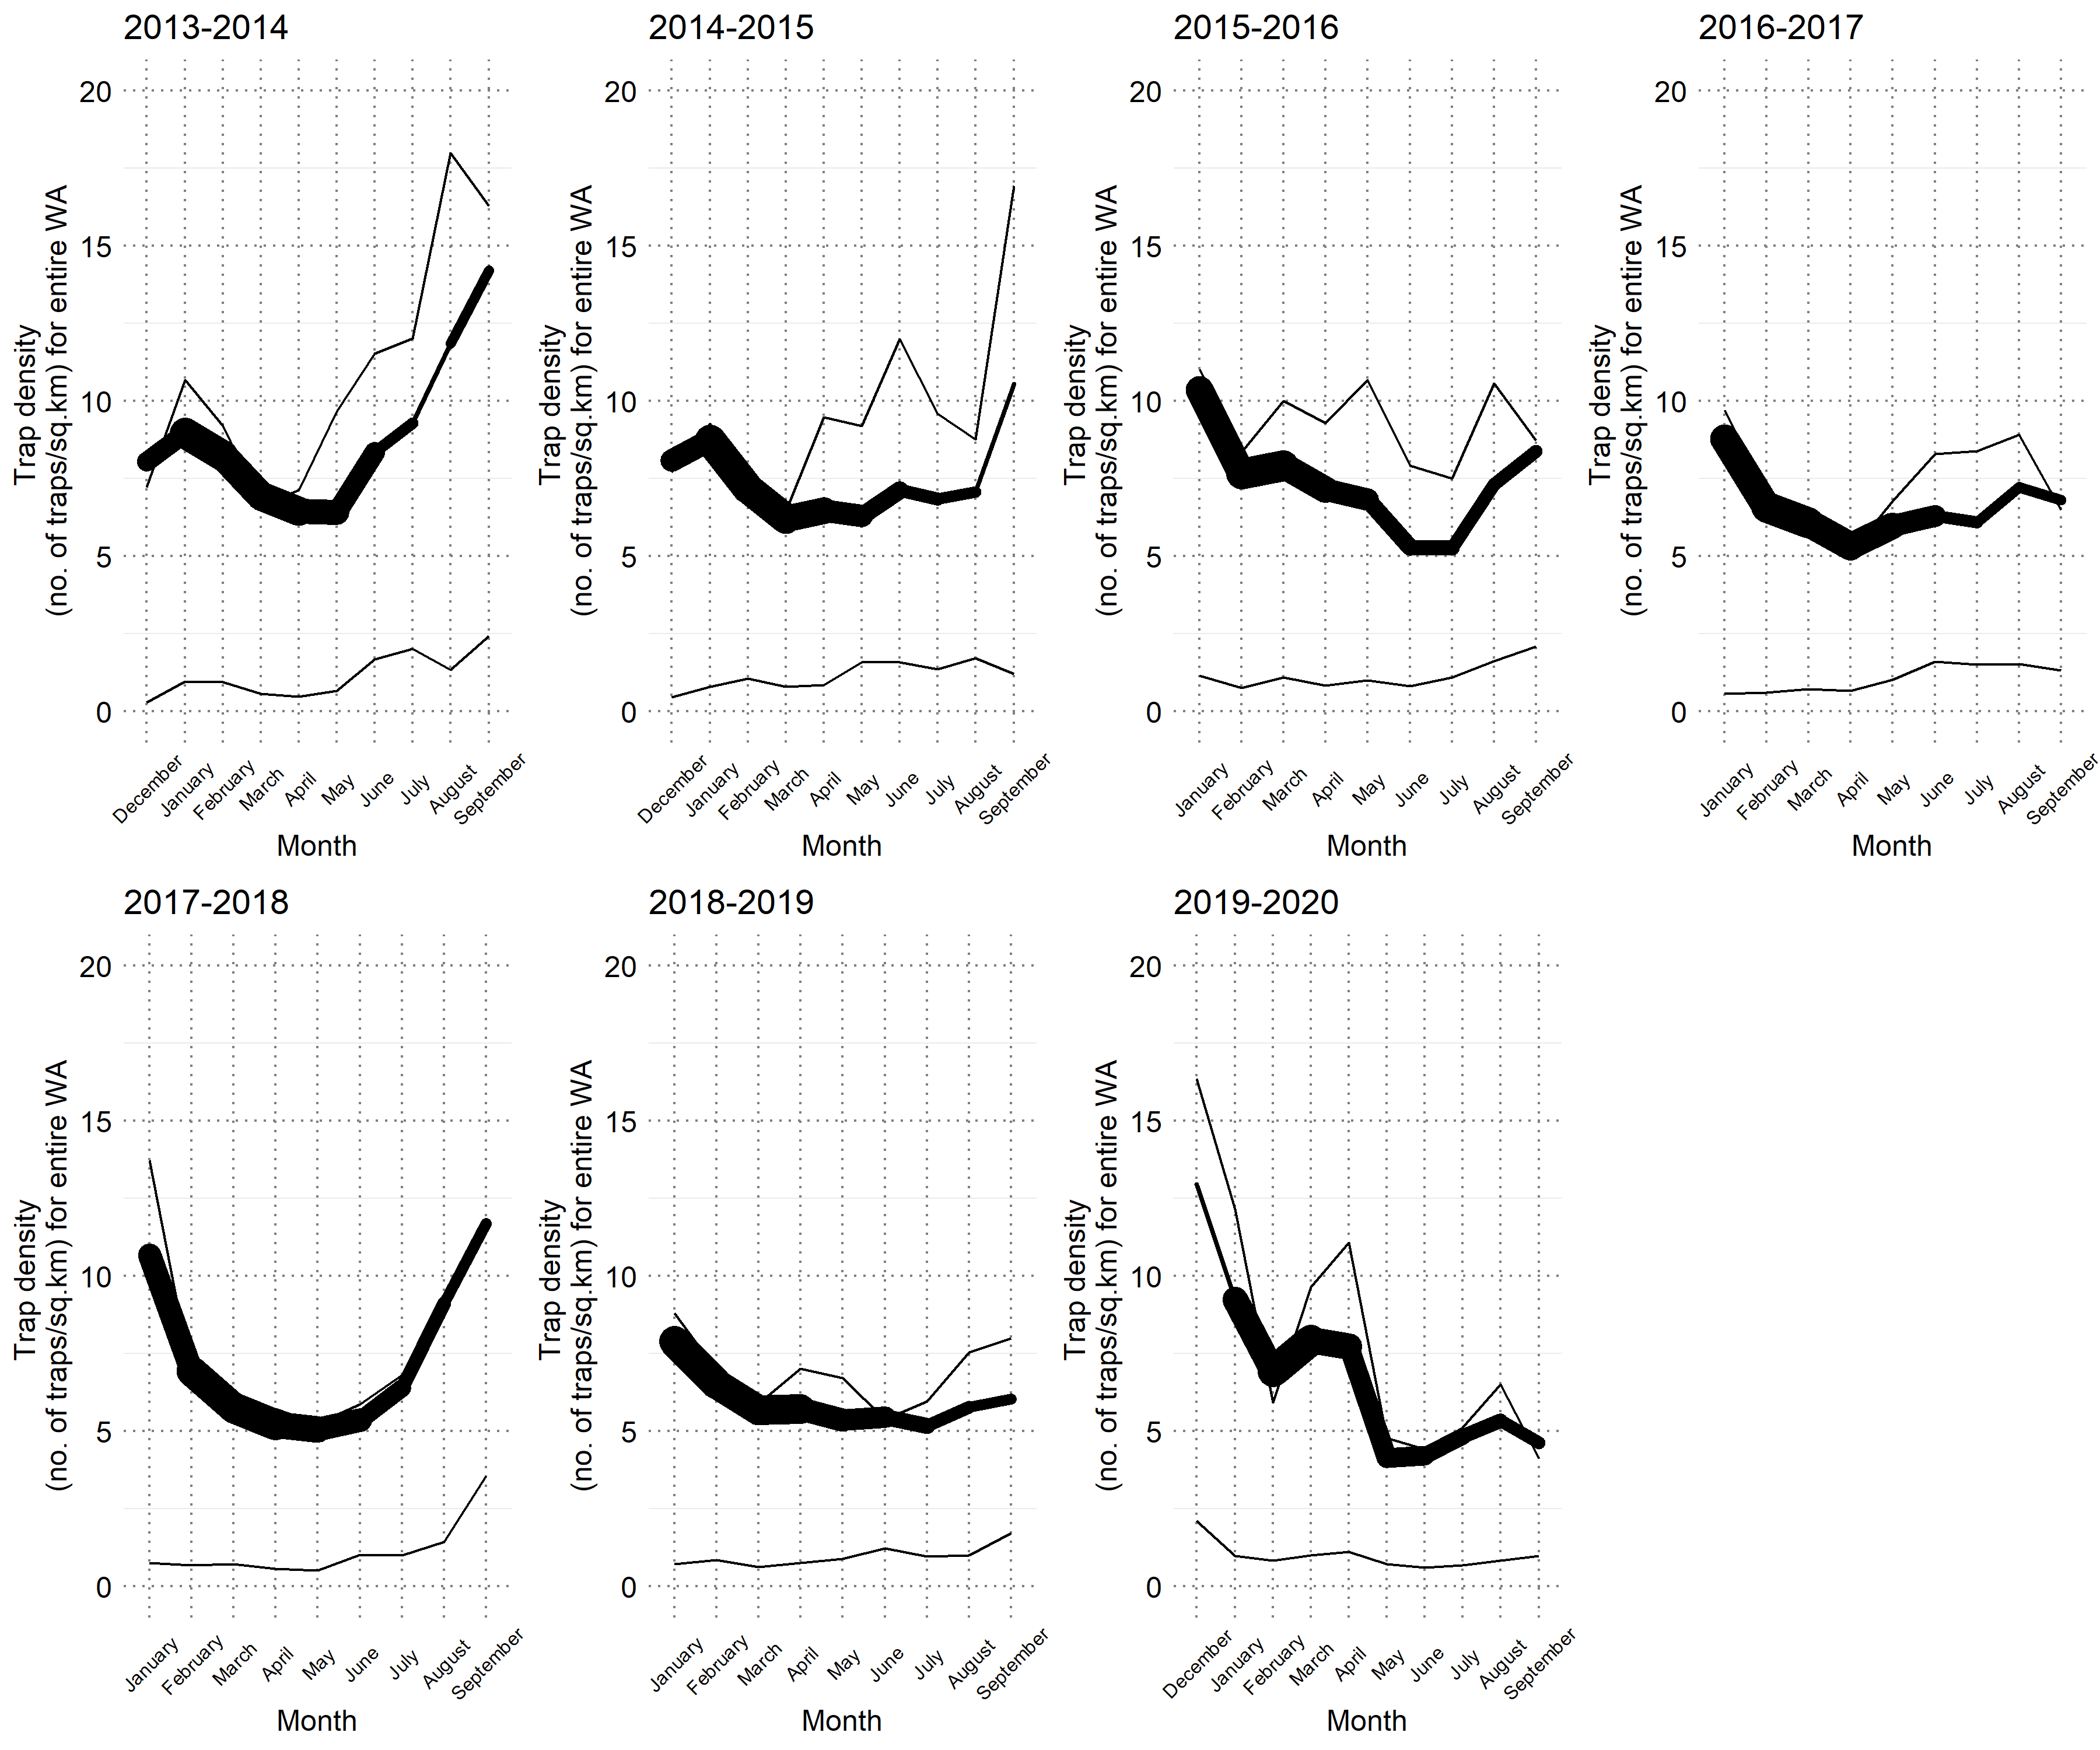 2013-2014
Trap density
(no. of traps/sq.km) for entire WA
20
15
10
5
0
December
January
February
March
April
May
June
July
August
September
Month
2014-2015
Trap density
(no. of traps/sq.km) for entire WA
20
15
10
5
0
December
January
February
March
April
May
June
July
August
September
Month
2015-2016
Trap density
(no. of traps/sq.km) for entire WA
20
15
10
5
0
January
February
March
April
May
June
July
August
September
Month
2016-2017
Trap density
(no. of traps/sq.km) for entire WA
20
15
10
5
0
January
February
March
April
May
June
July
August
September
Month
2017-2018
Trap density
(no. of traps/sq.km) for entire WA
20
15
10
5
0
January
February
March
April
May
June
July
August
September
Month
2018-2019
Trap density
(no. of traps/sq.km) for entire WA
20
15
10
5
0
January
February
March
April
May
June
July
August
September
Month
2019-2020
Trap density
(no. of traps/sq.km) for entire WA
20
15
10
5
0
December
January
February
March
April
May
June
July
August
September
Month